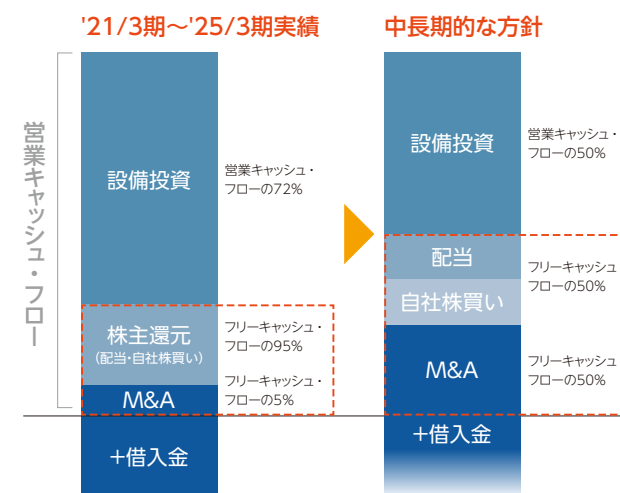 '21/3期～'25/3期実績
中長期的な方針
営業キャッシュ・フロー
設備投資
営業キャッシュ・
フローの72%
株主還元
(配当・自社株買い)
フリーキャッシュ・
フローの95%
M&A
フリーキャッシュ・
フローの5%
+借入金
設備投資
営業キャッシュ・
フローの50%
配当
自社株買い
フリーキャッシュ
フローの50%
M&A
フリーキャッシュ
フローの50%
+借入金